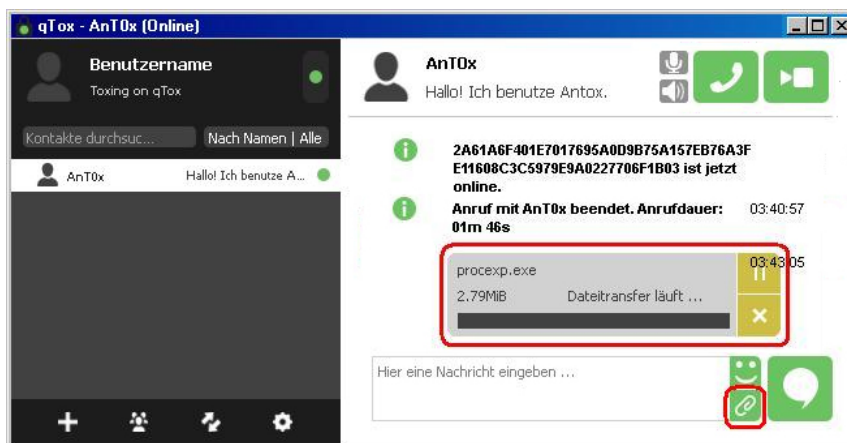 qTox - AnT0x (Online)
Benutzername
Toxing on qTox
Kontakte durchsuc...
Nach Namen | Alle
AnT0x
Hallo! Ich benutze A...
AnT0x
Hallo! Ich benutze Antox.
2A61A6F401E7017695A0D9B75A157EB76A3F
E11608C3C5979E9A0227706F1B03 ist jetzt
online.
Anruf mit AnT0x beendet. Anrufdauer: 03:40:57
01m 46s
03:43:05
procexp.exe
2.79MiB Dateitransfer läuft ...
Hier eine Nachricht eingeben ...